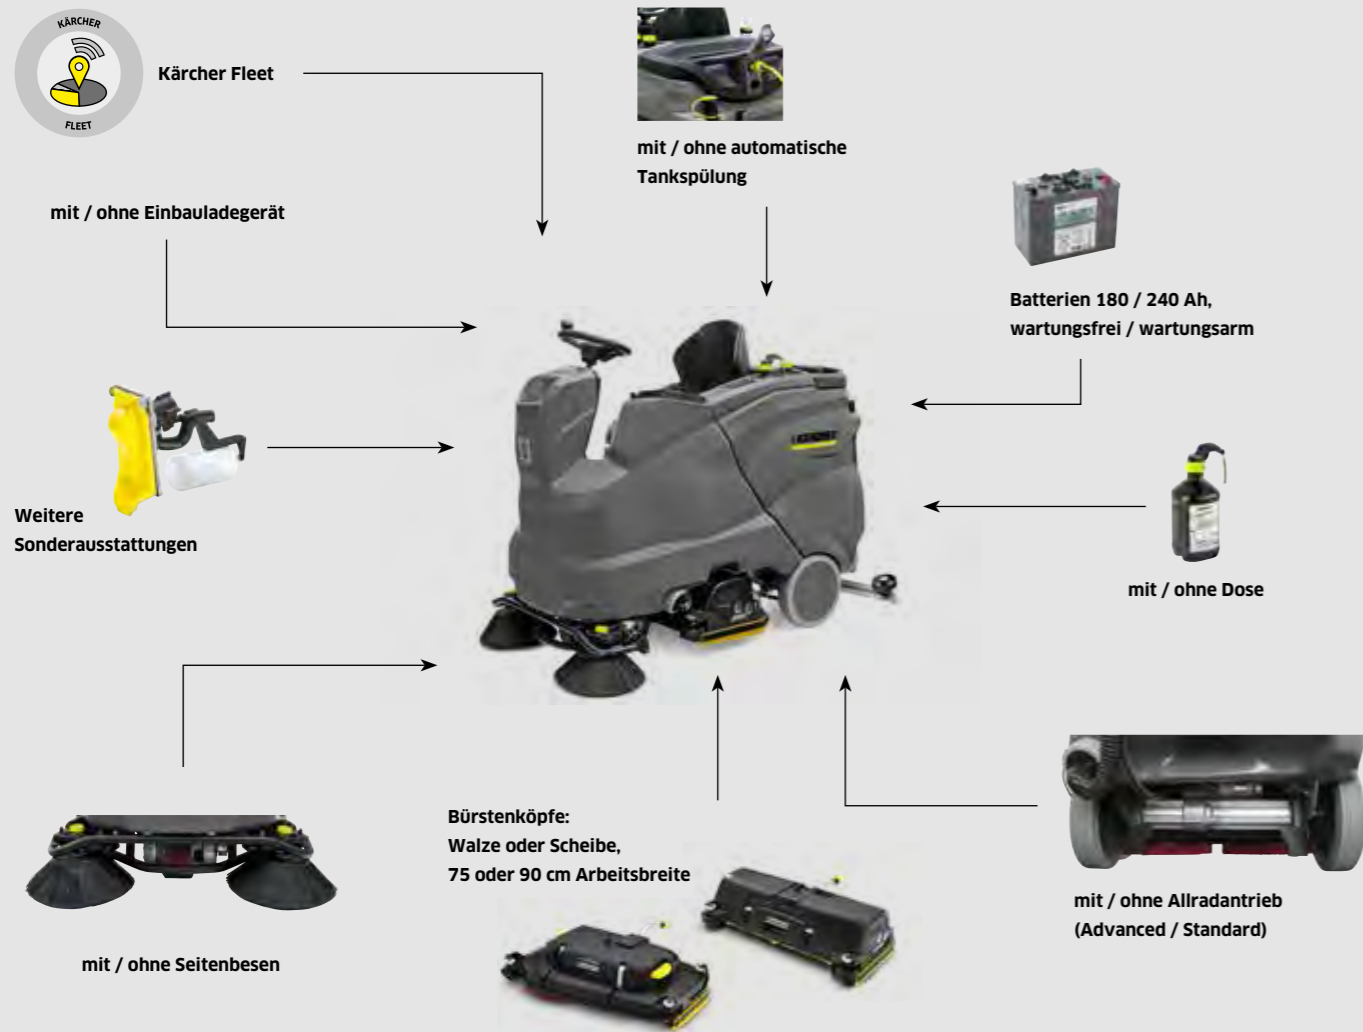 KÄRCHER
FLEET
Kärcher Fleet
mit / ohne automatische
Tankspülung
mit / ohne Einbauladegerät
Batterien 180 / 240 Ah,
wartungsfrei / wartungsarm
Weitere
Sonderausstattungen
mit / ohne Dose
Bürstenköpfe:
Walze oder Scheibe,
75 oder 90 cm Arbeitsbreite
mit / ohne Allradantrieb
(Advanced / Standard)
mit / ohne Seitenbesen